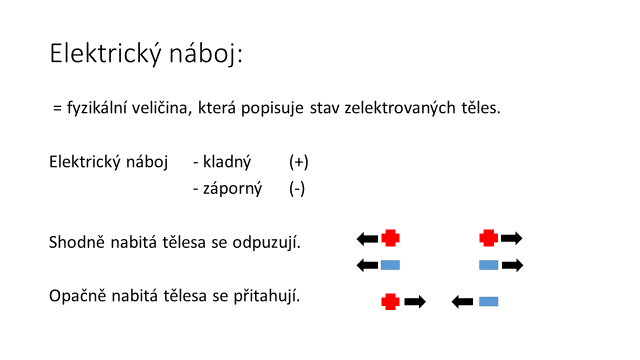 Elektrický náboj:
= fyzikální veličina, která popisuje stav zelektrovaných těles.
Elektrický náboj - kladný (+)
- záporný (-)
Shodně nabitá tělesa se odpuzují.
Opačně nabitá tělesa se přitahují.